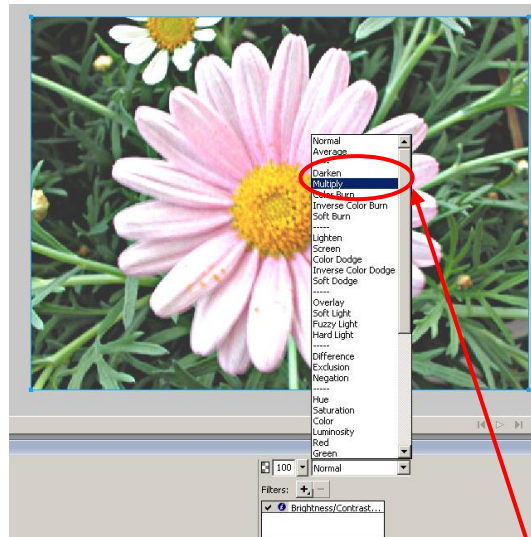 Normal
Average
-----
Darken
Multiply
Color Burn
Inverse Color Burn
Soft Burn
-----
Lighten
Screen
Color Dodge
Inverse Color Dodge
Soft Dodge
-----
Overlay
Soft Light
Fuzzy Light
Hard Light
-----
Difference
Exclusion
Negation
-----
Hue
Saturation
Color
Luminosity
Red
Green
100 Normal
Filters:
Brightness/Contrast...